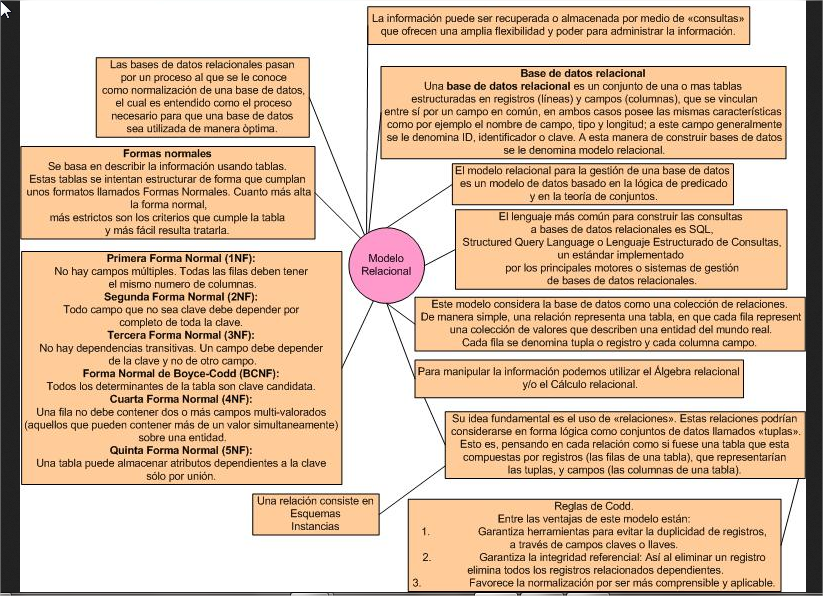 La información puede ser recuperada o almacenada por medio de «consultas»
que ofrecen una amplia flexibilidad y poder para administrar la información.
Las bases de datos relacionales pasan
por un proceso al que se le conoce
como normalización de una base de datos,
el cual es entendido como el proceso
necesario para que una base de datos
sea utilizada de manera òptima.
Base de datos relacional
Una base de datos relacional es un conjunto de una o mas tablas
estructuradas en registros (líneas) y campos (columnas), que se vinculan
entre sí por un campo en común, en ambos casos posee las mismas características
como por ejemplo el nombre de campo, tipo y longitud; a este campo generalmente
se le denomina ID, identificador o clave. A esta manera de construir bases de datos
se le denomina modelo relacional.
Formas normales
Se basa en describir la información usando tablas.
Estas tablas se intentan estructurar de forma que cumplan
unos formatos llamados Formas Normales. Cuanto más alta
la forma normal,
más estrictos son los criterios que cumple la tabla
y más fácil resulta tratarla.
El modelo relacional para la gestión de una base de datos
es un modelo de datos basado en la lógica de predicado
y en la teoría de conjuntos.
El lenguaje más común para construir las consultas
a bases de datos relacionales es SQL,
Structured Query Language o Lenguaje Estructurado de Consultas,
un estándar implementado
por los principales motores o sistemas de gestión
de bases de datos relacionales.
Modelo
Relacional
Primera Forma Normal (1NF):
No hay campos múltiples. Todas las filas deben tener
el mismo numero de columnas.
Segunda Forma Normal (2NF):
Todo campo que no sea clave debe depender por
completo de toda la clave.
Tercera Forma Normal (3NF):
No hay dependencias transitivas. Un campo debe depender
de la clave y no de otro campo.
Forma Normal de Boyce-Codd (BCNF):
Todos los determinantes de la tabla son clave candidata.
Cuarta Forma Normal (4NF):
Una fila no debe contener dos o más campos multi-valorados
(aquellos que pueden contener más de un valor simultaneamente)
sobre una entidad.
Quinta Forma Normal (5NF):
Una tabla puede almacenar atributos dependientes a la clave
sólo por unión.
Este modelo considera la base de datos como una colección de relaciones.
De manera simple, una relación representa una tabla, en que cada fila represent
una colección de valores que describen una entidad del mundo real.
Cada fila se denomina tupla o registro y cada columna campo.
Para manipular la información podemos utilizar el Álgebra relacional
y/o el Cálculo relacional.
Su idea fundamental es el uso de «relaciones». Estas relaciones podrían
considerarse en forma lógica como conjuntos de datos llamados «tuplas».
Esto es, pensando en cada relación como si fuese una tabla que esta
compuestas por registros (las filas de una tabla), que representarían
las tuplas, y campos (las columnas de una tabla).
Una relación consiste en
Esquemas
Instancias
Reglas de Codd.
Entre las ventajas de este modelo están:
1. Garantiza herramientas para evitar la duplicidad de registros,
a través de campos claves o llaves.
2. Garantiza la integridad referencial: Así al eliminar un registro
elimina todos los registros relacionados dependientes.
3. Favorece la normalización por ser más comprensible y aplicable.